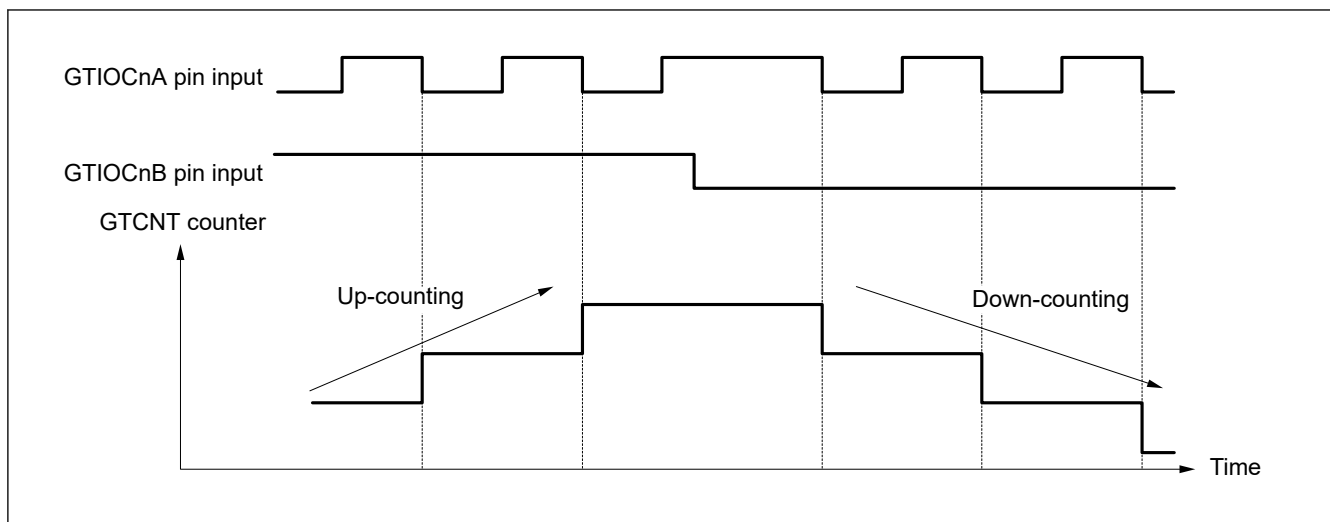 GTIOCnA pin input
GTIOCnB pin input
GTCNT counter
Up-counting
Down-counting
Time